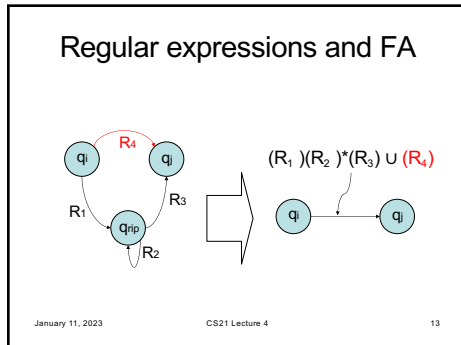 Regular expressions and FA
qi
R4
qj
R1
R3
qrip
R2
(R1 )(R2 )*(R3) ∪ (R4)
qi
qj
January 11, 2023
CS21 Lecture 4
13